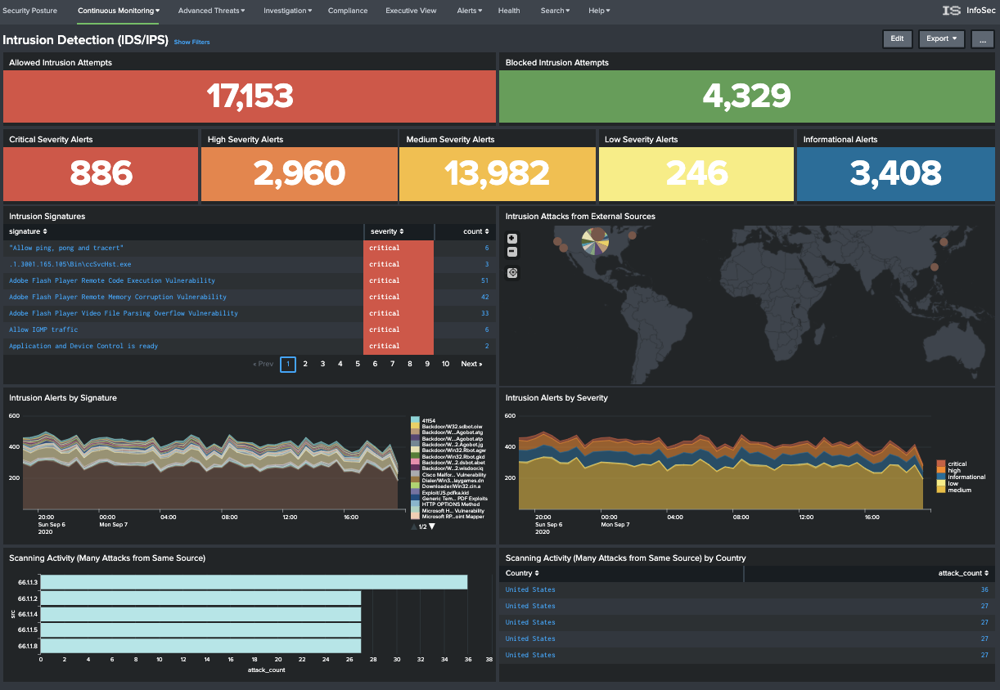 Security Posture Continuous Monitoring Advanced Threats Investigation Compliance Executive View Alerts Health Search Help IS InfoSec
Intrusion Detection (IDS/IPS) Show Filters Edit Export ...
Allowed Intrusion Attempts
17,153
Blocked Intrusion Attempts
4,329
Critical Severity Alerts
886
High Severity Alerts
2,960
Medium Severity Alerts
13,982
Low Severity Alerts
246
Informational Alerts
3,408
Intrusion Signatures
signature severity count
"Allow ping, pong and tracert" critical 6
.1.3001.165.105\Bin\ccSvcHst.exe critical 3
Adobe Flash Player Remote Code Execution Vulnerability critical 51
Adobe Flash Player Remote Memory Corruption Vulnerability critical 42
Adobe Flash Player Video File Parsing Overflow Vulnerability critical 33
Allow IGMP traffic critical 6
Application and Device Control is ready critical 2
« Prev 1 2 3 4 5 6 7 8 9 10 Next »
Intrusion Attacks from External Sources
Intrusion Alerts by Signature
600
400
200
20:00 00:00 04:00 08:00 12:00 16:00
Sun Sep 6 Mon Sep 7
2020
41154
Backdoor/W32.sdbot.oiw
Backdoor/W...Agobot.atg
Backdoor/W...Agobot.atp
Backdoor/W...2.Agobot.jg
Backdoor/Win32.Rbot.agw
Backdoor/Win32.Rbot.gkd
Backdoor/W...2.dsbot.abet
Backdoor/W...2.wisdoor.iq
Cisco Malfor... Vulnerability
Dialer/Win3...laygames.dn
Downloader/Win32.cin.a
Exploit/JS.pdfka.kid
Generic Tem... PDF Exploits
HTTP OPTIONS Method
Microsoft H... Vulnerability
Microsoft RP...oint Mapper
1/2
Intrusion Alerts by Severity
600
400
200
20:00 00:00 04:00 08:00 12:00 16:00
Sun Sep 6 Mon Sep 7
2020
critical
high
informational
low
medium
Scanning Activity (Many Attacks from Same Source)
src
66.1.1.3
66.1.1.2
66.1.1.4
66.1.1.5
66.1.1.8
0 2 4 6 8 10 12 14 16 18 20 22 24 26 28 30 32 34 36 38
attack_count
Scanning Activity (Many Attacks from Same Source) by Country
Country attack_count
United States 36
United States 27
United States 27
United States 27
United States 27